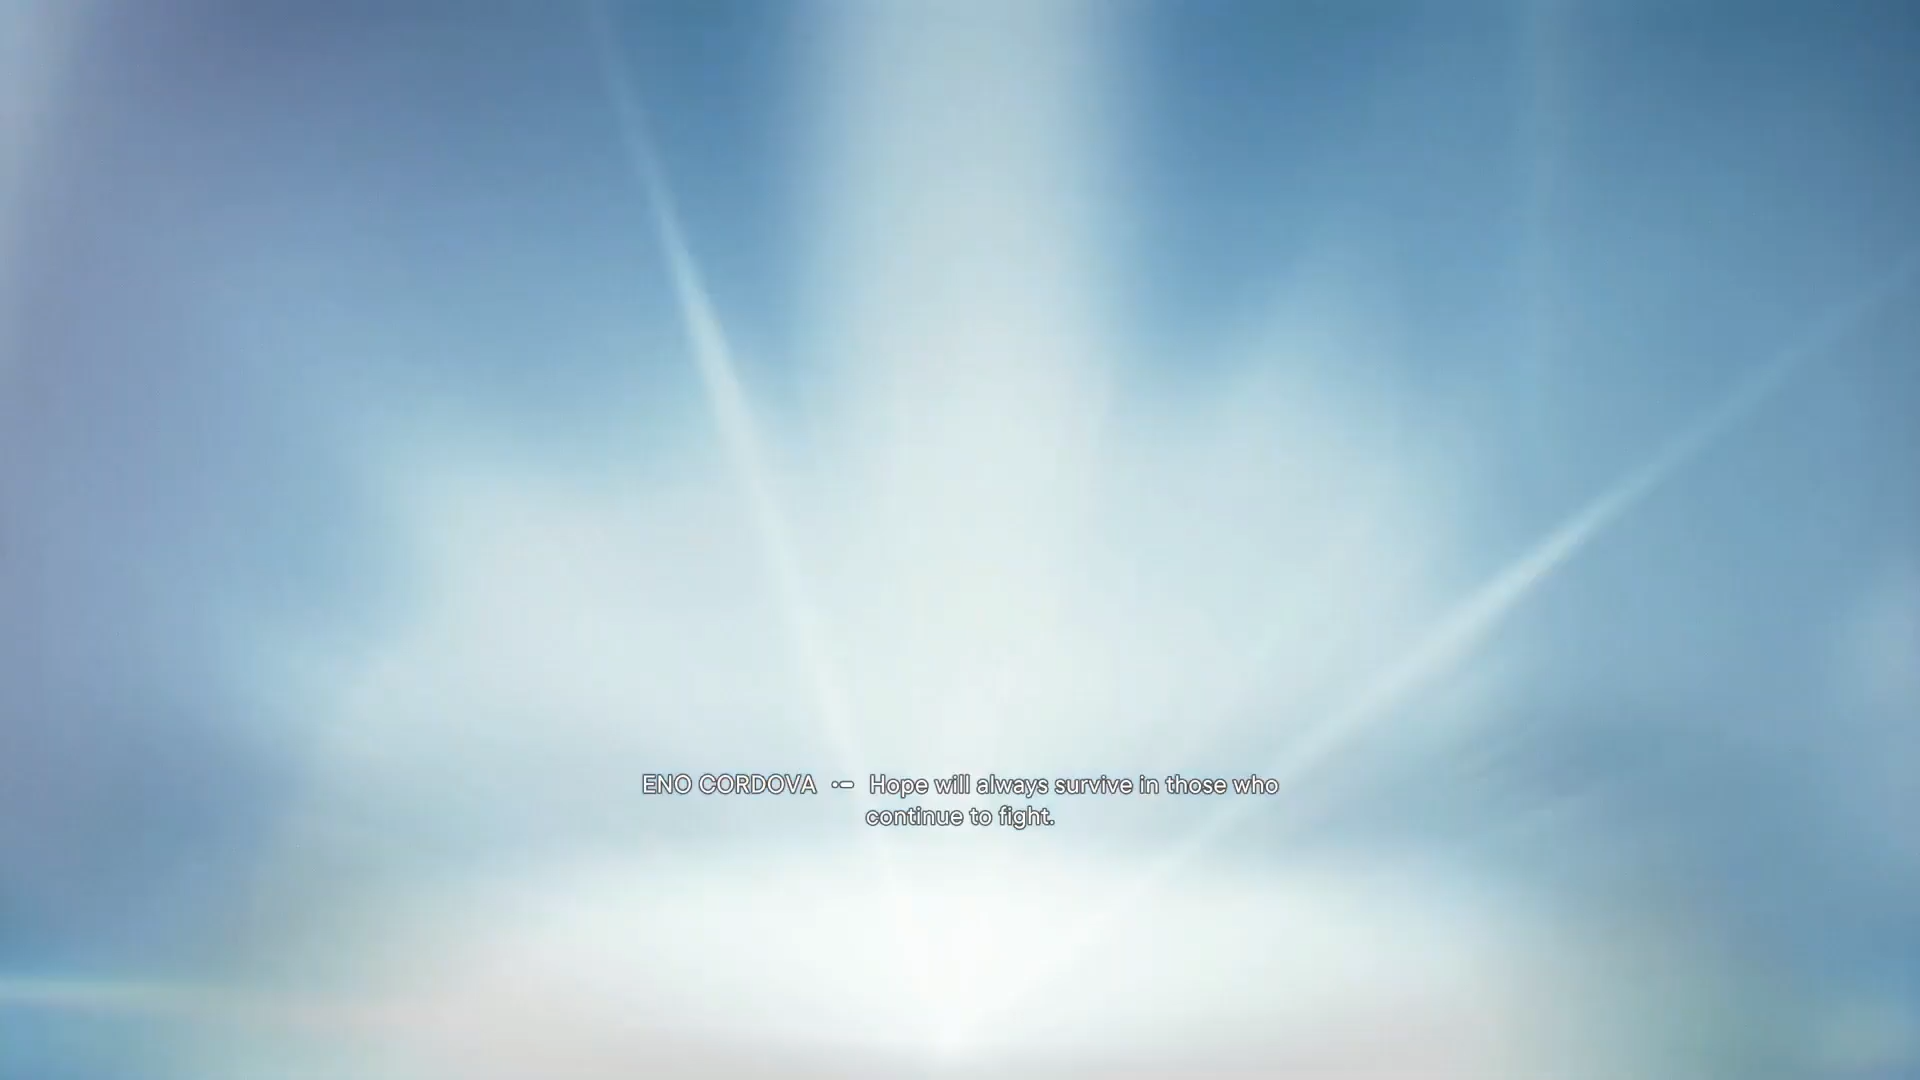 ENO CORDOVA •– Hope will always survive in those who
continue to fight.